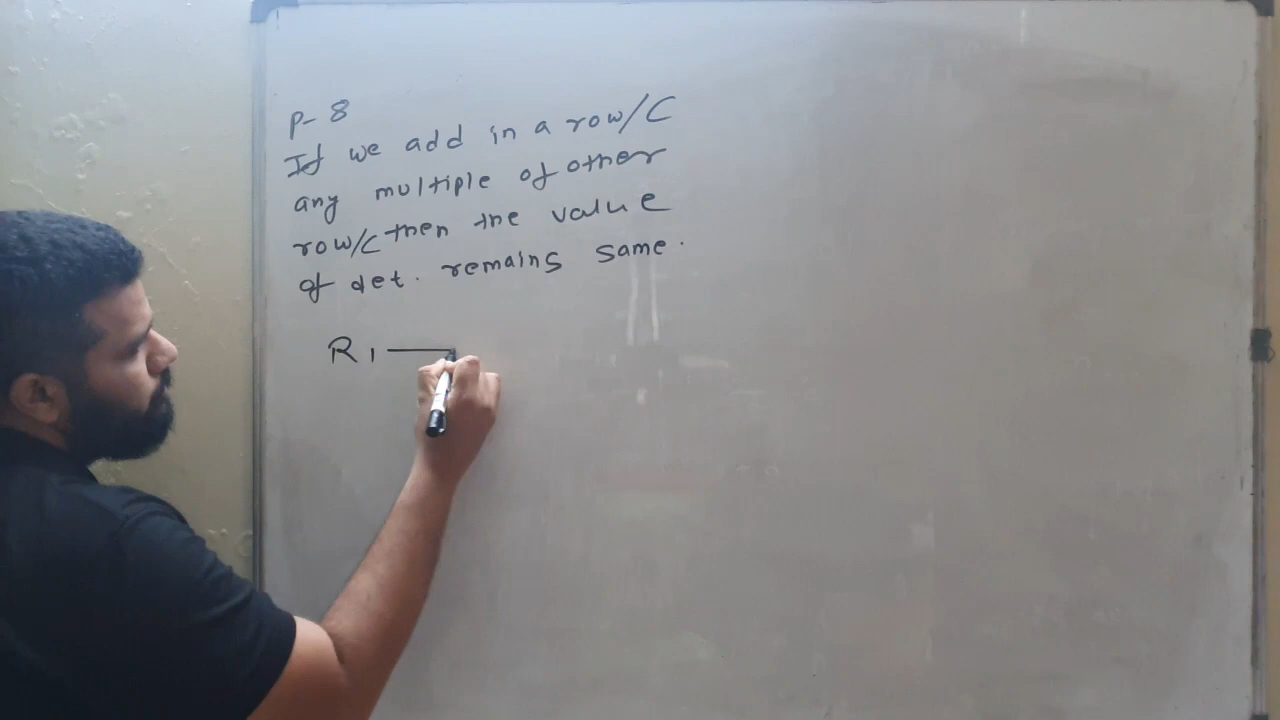 P-8
If we add in a row/C
any multiple of other
row/C then the value
of det. remains same.
R1 —